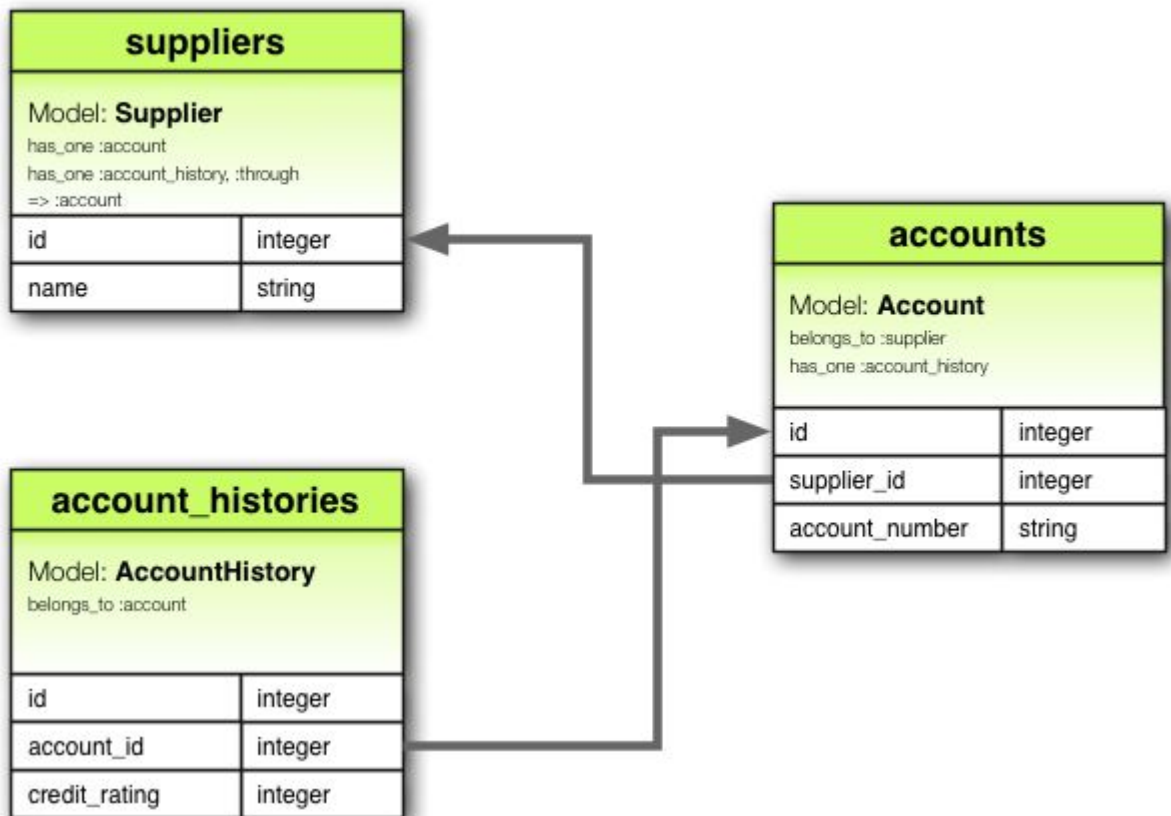 suppliers
Model: Supplier
has_one :account
has_one :account_history, :through
=> :account
id integer
name string
accounts
Model: Account
belongs_to :supplier
has_one :account_history
id integer
supplier_id integer
account_number string
account_histories
Model: AccountHistory
belongs_to :account
id integer
account_id integer
credit_rating integer